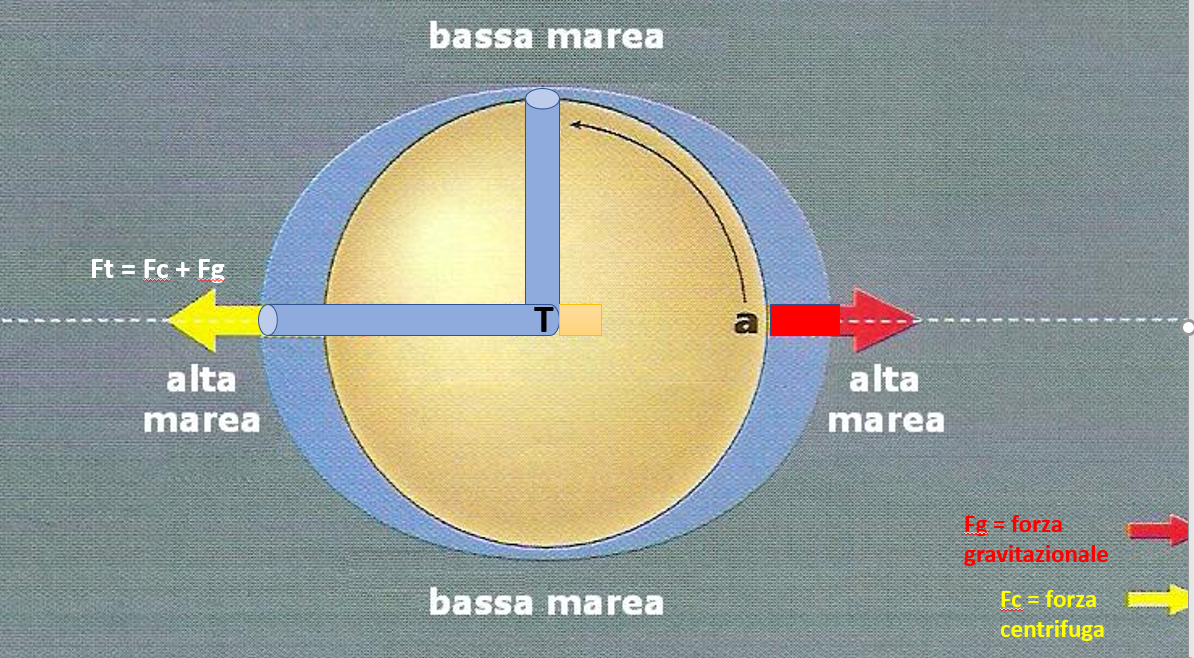 bassa marea
Ft = Fc + Fg
T
a
alta
marea
alta
marea
Fg = forza
gravitazionale
Fc = forza
centrifuga
bassa marea